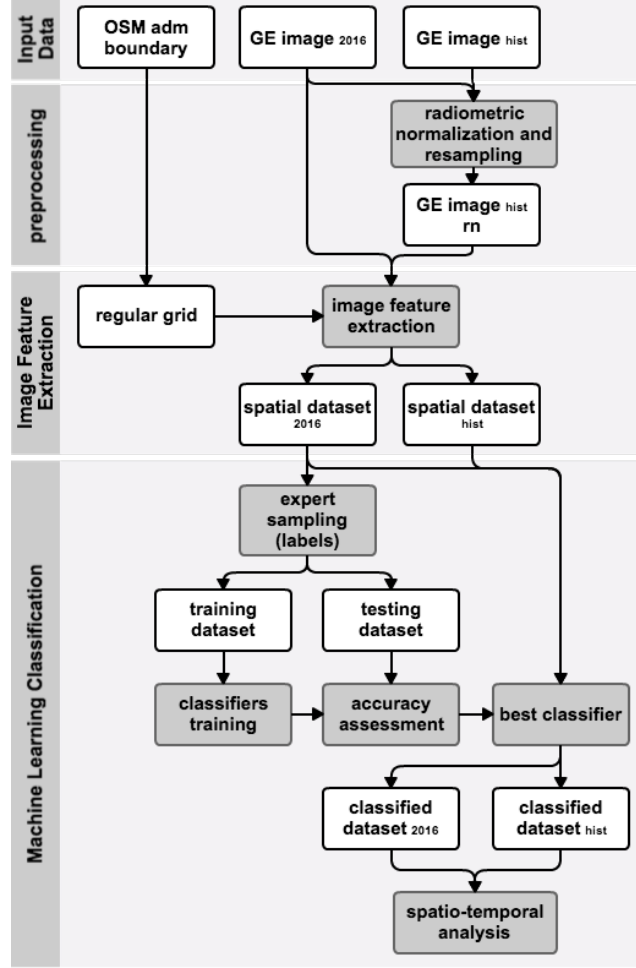 Input
Data
OSM adm
boundary
GE image 2016
GE image hist
preprocessing
radiometric
normalization and
resampling
GE image hist
rn
Image Feature
Extraction
regular grid
image feature
extraction
spatial dataset
2016
spatial dataset
hist
Machine Learning Classification
expert
sampling
(labels)
training
dataset
testing
dataset
classifiers
training
accuracy
assessment
best classifier
classified
dataset 2016
classified
dataset hist
spatio-temporal
analysis